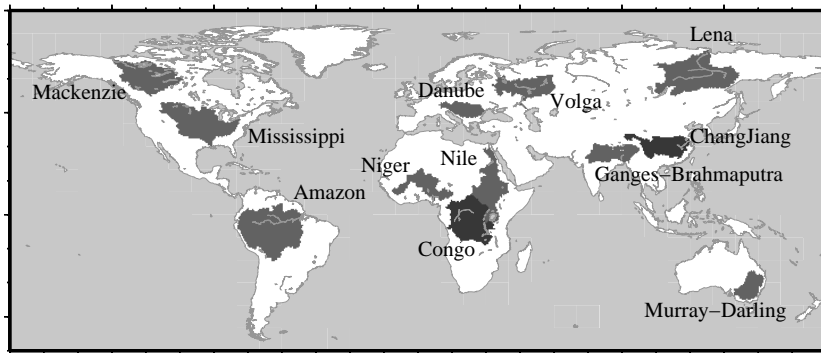 Lena
Mackenzie
Danube
Volga
Mississippi
ChangJiang
Niger
Nile
Ganges−Brahmaputra
Amazon
Congo
Murray−Darling